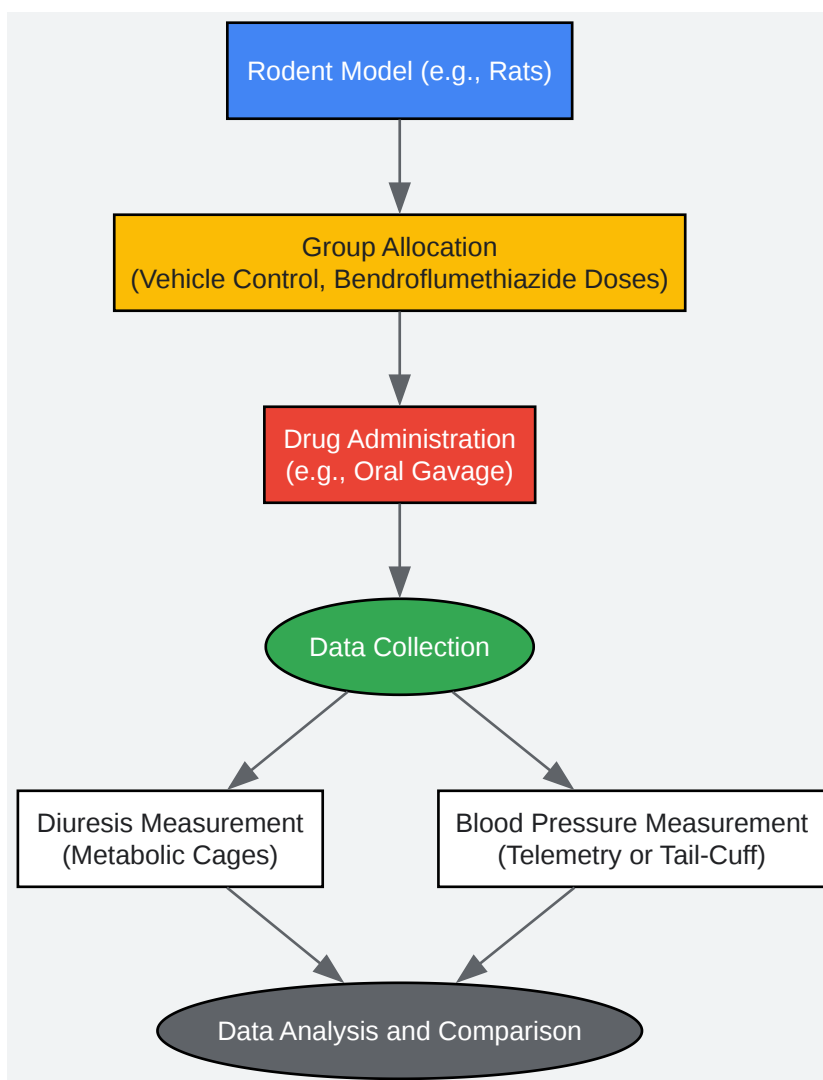 Rodent Model (e.g., Rats)
Group Allocation
(Vehicle Control, Bendroflumethiazide Doses)
Drug Administration
(e.g., Oral Gavage)
Data Collection
Diuresis Measurement
(Metabolic Cages)
Blood Pressure Measurement
(Telemetry or Tail-Cuff)
Data Analysis and Comparison